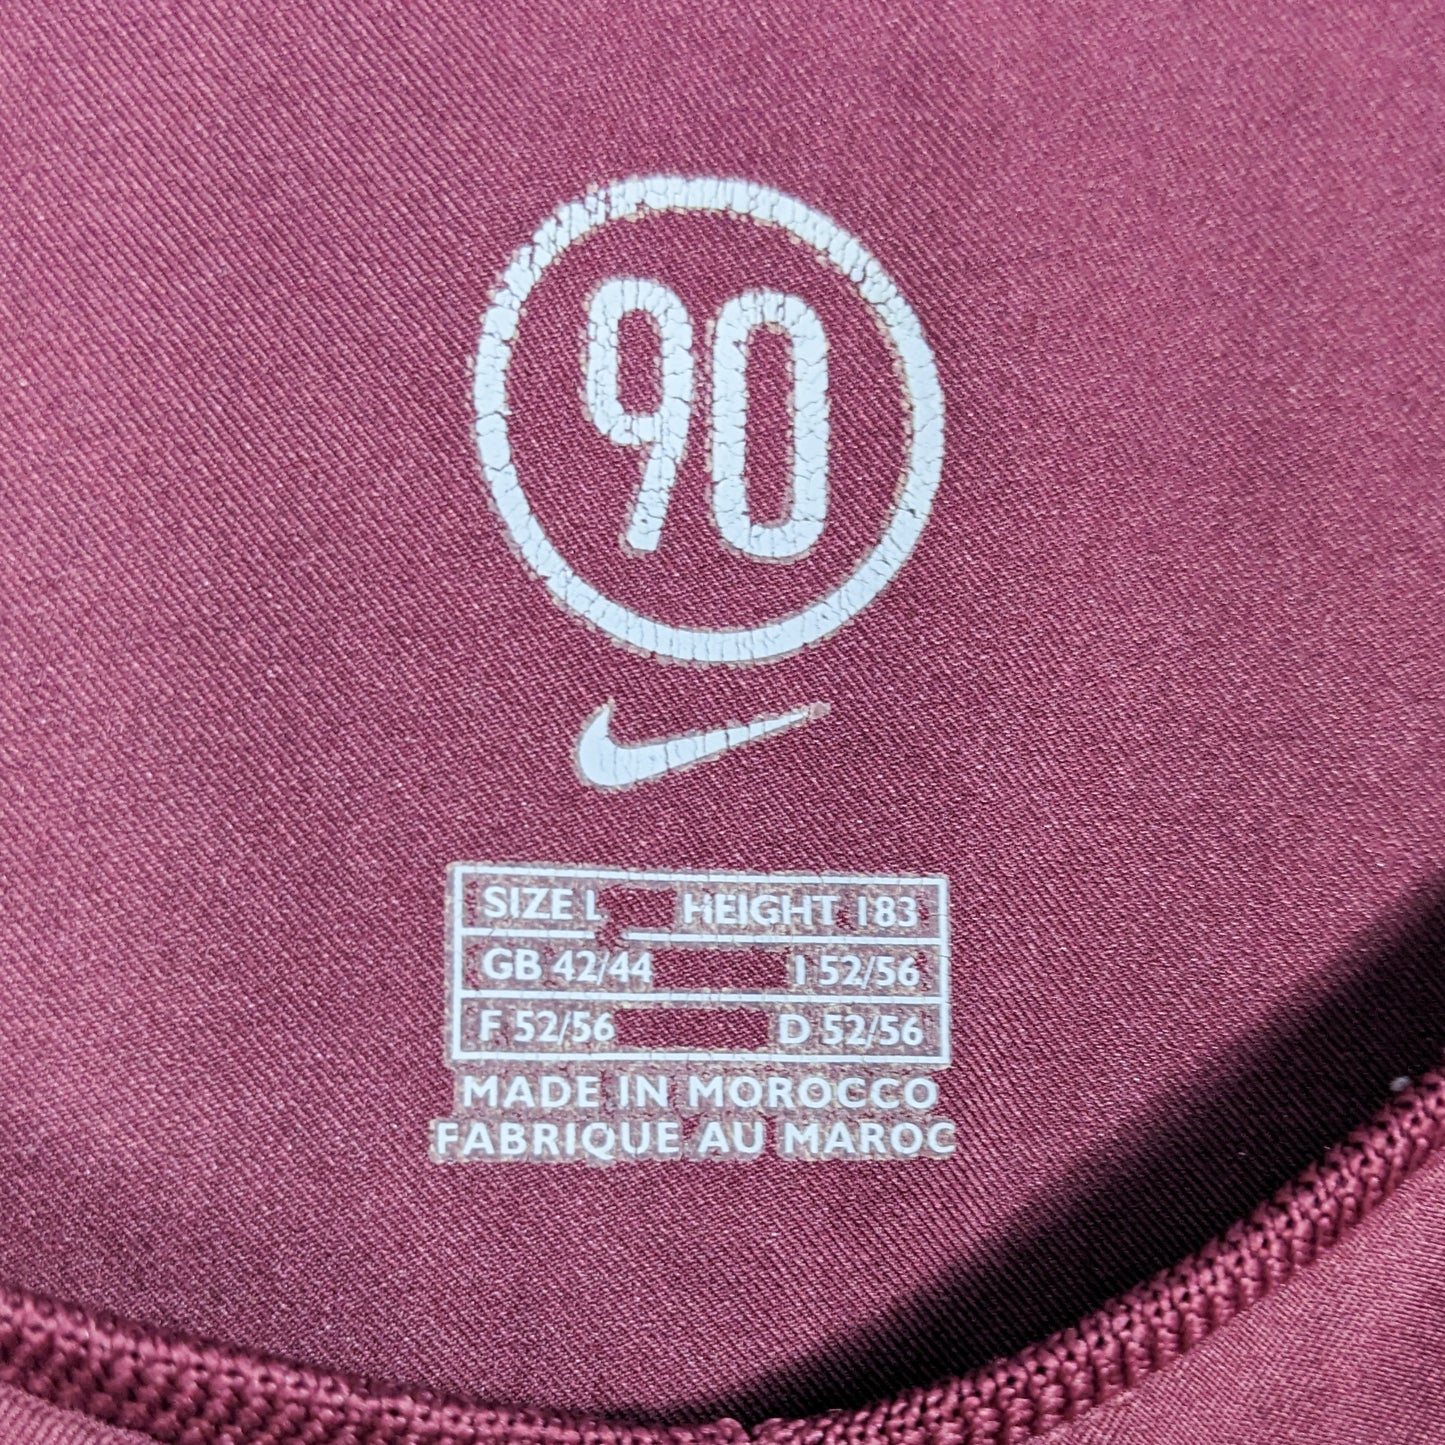 90
SIZE L HEIGHT 183
GB 42/44 I 52/56
F 52/56 D 52/56
MADE IN MOROCCO
FABRIQUE AU MAROC